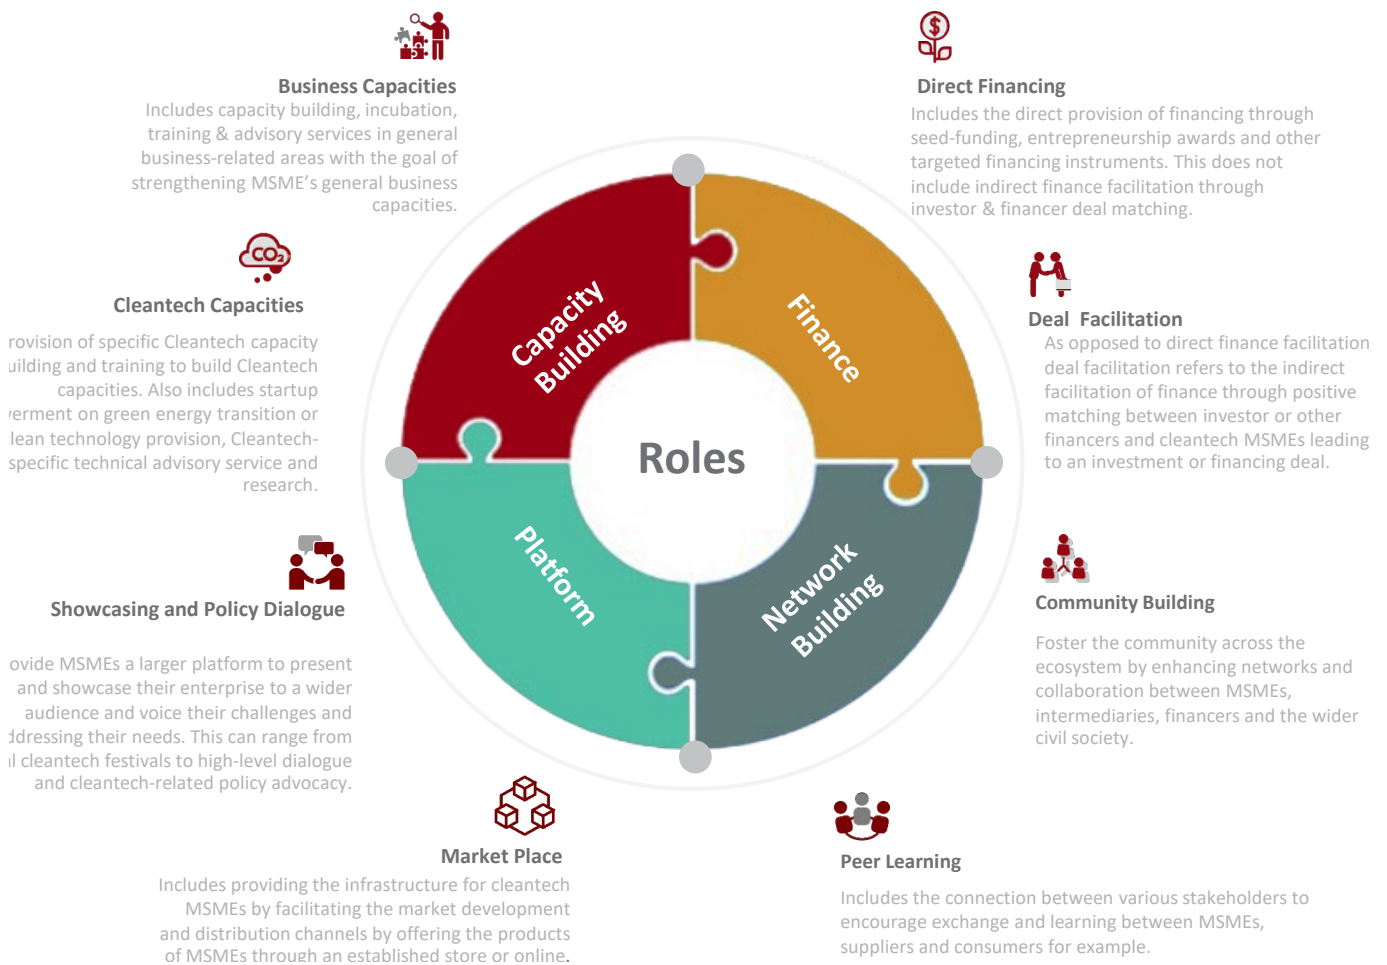 Business Capacities
Includes capacity building, incubation,
training & advisory services in general
business-related areas with the goal of
strengthening MSME's general business
capacities.
Direct Financing
Includes the direct provision of financing through
seed-funding, entrepreneurship awards and other
targeted financing instruments. This does not
include indirect finance facilitation through
investor & financer deal matching.
CO2
Cleantech Capacities
rovision of specific Cleantech capacity
uilding and training to build Cleantech
capacities. Also includes startup
verment on green energy transition or
lean technology provision, Cleantech-
specific technical advisory service and
research.
Deal Facilitation
As opposed to direct finance facilitation
deal facilitation refers to the indirect
facilitation of finance through positive
matching between investor or other
financers and cleantech MSMEs leading
to an investment or financing deal.
Capacity
Building
Finance
Roles
Platform
Network
Building
Showcasing and Policy Dialogue
ovide MSMEs a larger platform to present
and showcase their enterprise to a wider
audience and voice their challenges and
ddressing their needs. This can range from
l cleantech festivals to high-level dialogue
and cleantech-related policy advocacy.
Community Building
Foster the community across the
ecosystem by enhancing networks and
collaboration between MSMEs,
intermediaries, financers and the wider
civil society.
Market Place
Includes providing the infrastructure for cleantech
MSMEs by facilitating the market development
and distribution channels by offering the products
of MSMEs through an established store or online.
Peer Learning
Includes the connection between various stakeholders to
encourage exchange and learning between MSMEs,
suppliers and consumers for example.